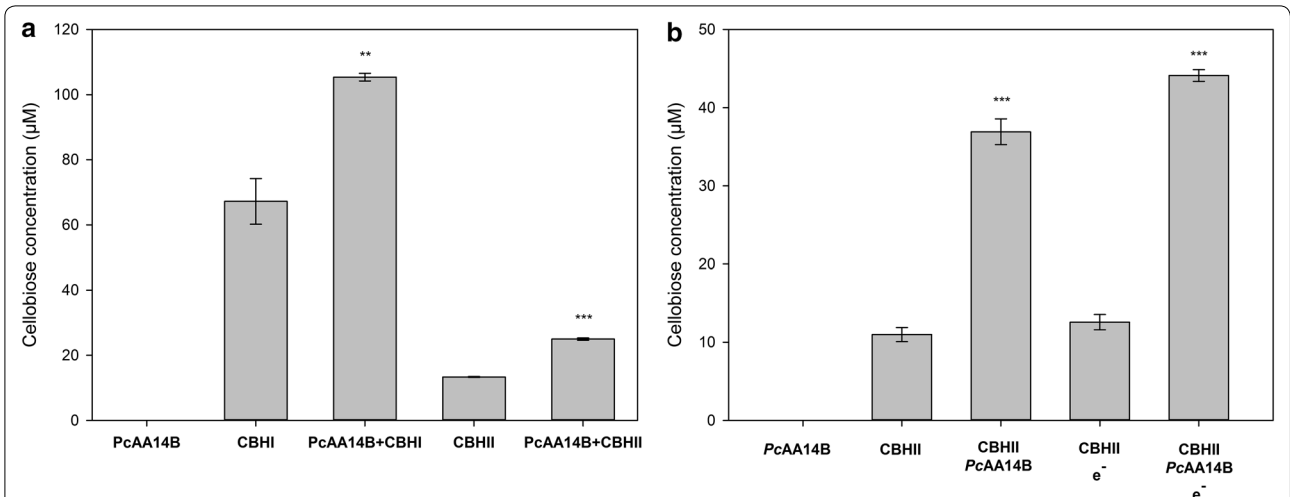 a
120
100
80
60
40
20
0
Cellobiose concentration (µM)
**
***
PcAA14B
CBHI
PcAA14B+CBHI
CBHII
PcAA14B+CBHII
b
50
40
30
20
10
0
Cellobiose concentration (µM)
***
***
PcAA14B
CBHII
CBHII
PcAA14B
CBHII
e-
CBHII
PcAA14B
e-